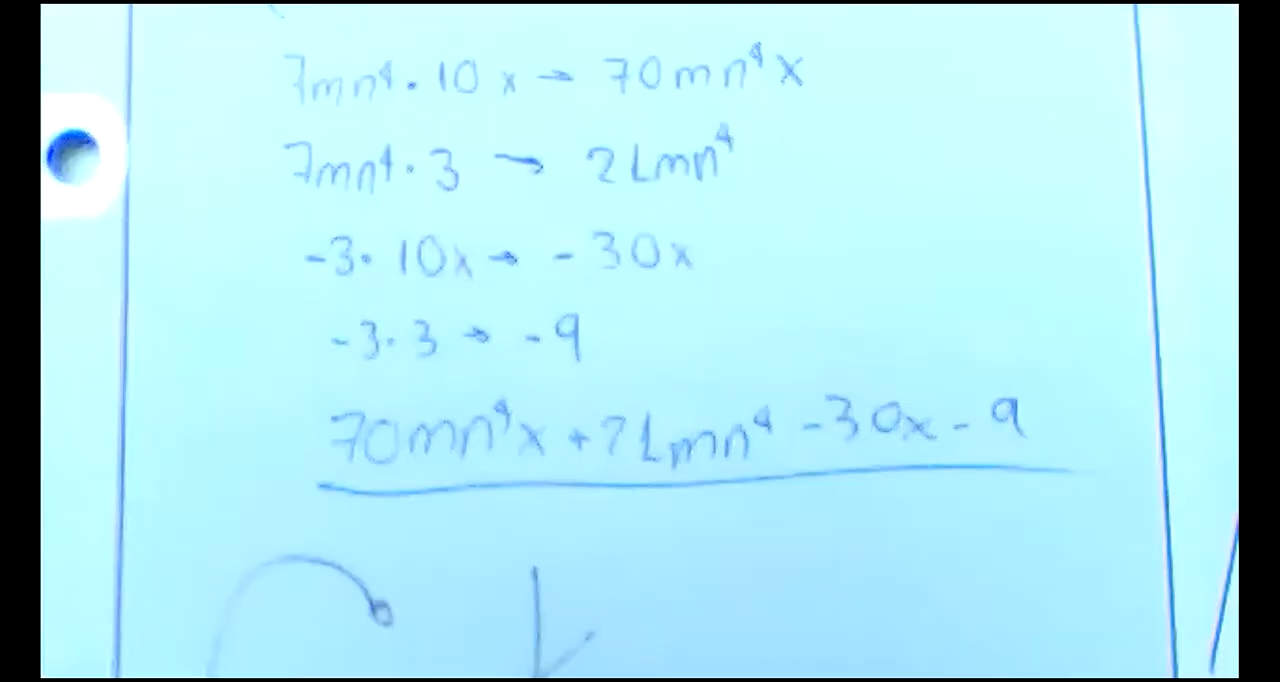 7mn⁴ · 10x → 70mn⁴x
7mn⁴ · 3 → 21mn⁴
-3 · 10x → -30x
-3 · 3 → -9
70mn⁴x + 21mn⁴ - 30x - 9